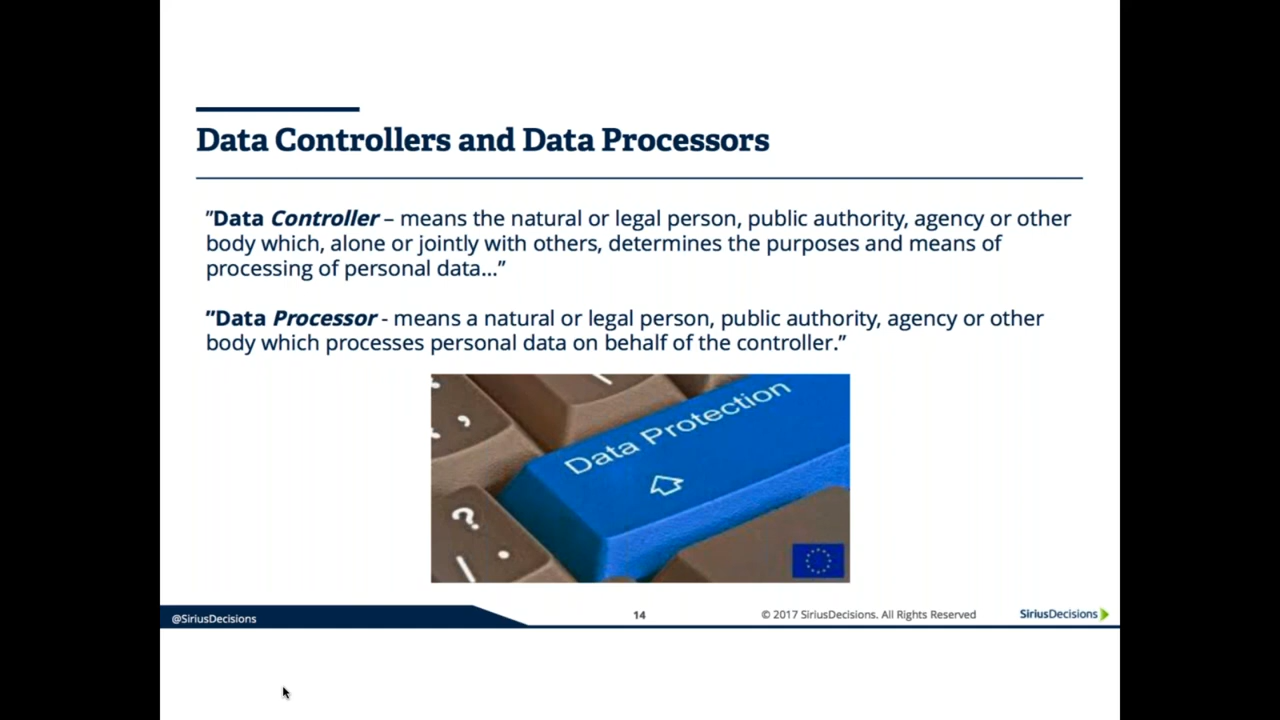 Data Controllers and Data Processors
"Data Controller – means the natural or legal person, public authority, agency or other
body which, alone or jointly with others, determines the purposes and means of
processing of personal data…”
”Data Processor - means a natural or legal person, public authority, agency or other
body which processes personal data on behalf of the controller.”
Data Protection
;
,
?
@SiriusDecisions
14
© 2017 SiriusDecisions. All Rights Reserved
SiriusDecisions